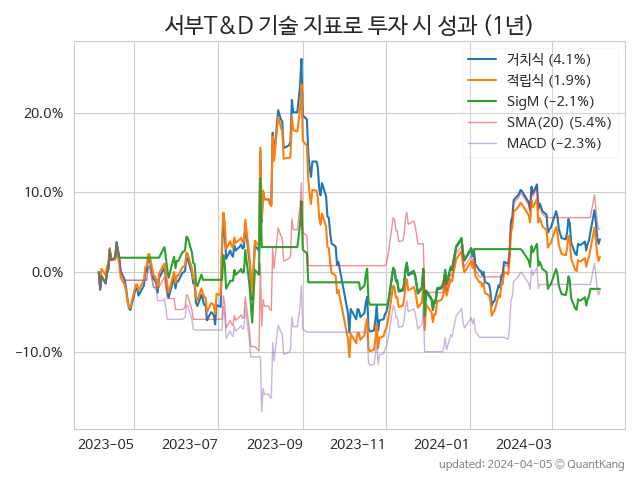 서부T&D 기술 지표로 투자 시 성과 (1년)
거치식 (4.1%)
적립식 (1.9%)
SigM (−2.1%)
SMA(20) (5.4%)
MACD (−2.3%)
20.0%
10.0%
0.0%
−10.0%
2023-05 2023-07 2023-09 2023-11 2024-01 2024-03
updated: 2024-04-05 © QuantKang